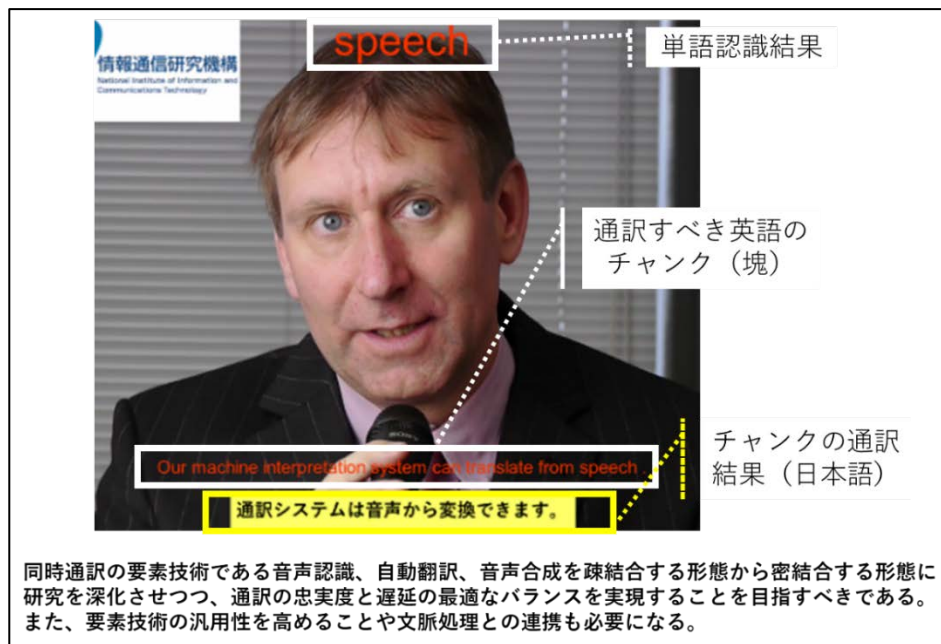 speech
単語認識結果
情報通信研究機構
National Institute of Information and
Communications Technology
通訳すべき英語の
チャンク（塊）
チャンクの通訳
結果（日本語）
Our machine interpretation system can translate from speech .
通訳システムは音声から変換できます。
SONY
同時通訳の要素技術である音声認識、自動翻訳、音声合成を疎結合する形態から密結合する形態に
研究を深化させつつ、通訳の忠実度と遅延の最適なバランスを実現することを目指すべきである。
また、要素技術の汎用性を高めることや文脈処理との連携も必要になる。